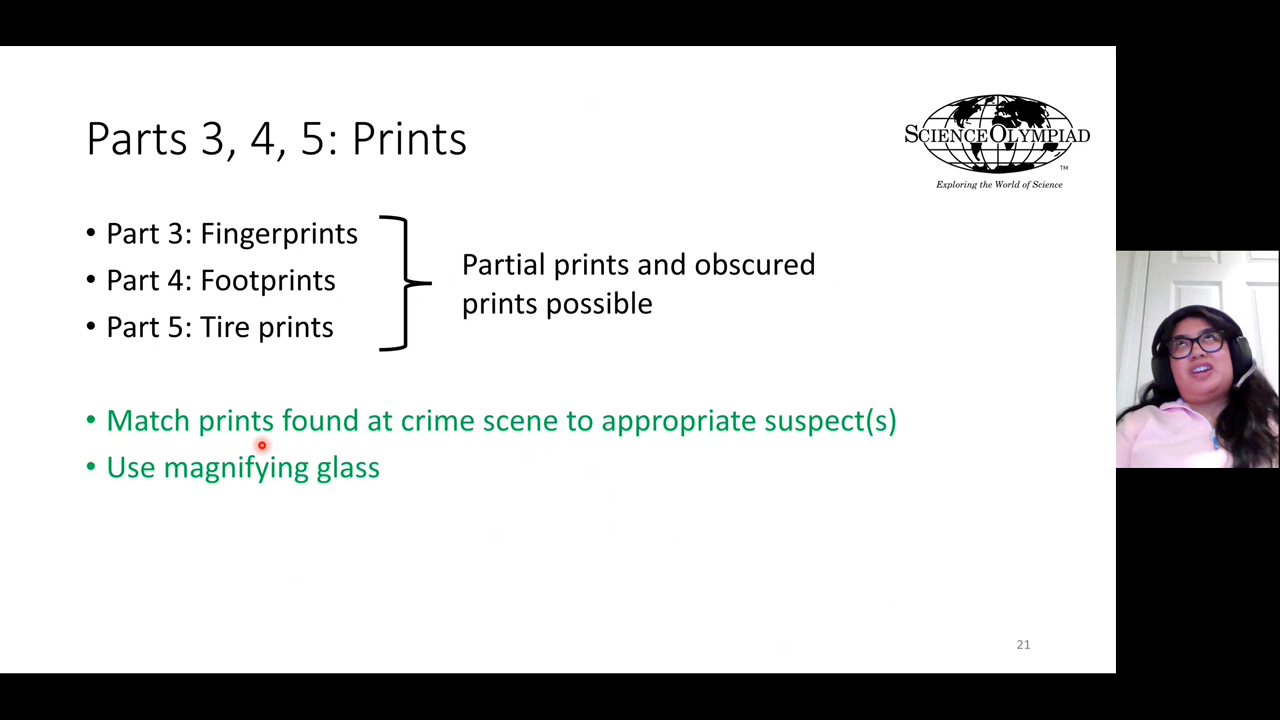 Parts 3, 4, 5: Prints
SCIENCE OLYMPIAD
TM
Exploring the World of Science
• Part 3: Fingerprints
• Part 4: Footprints
• Part 5: Tire prints
Partial prints and obscured
prints possible
• Match prints found at crime scene to appropriate suspect(s)
• Use magnifying glass
21